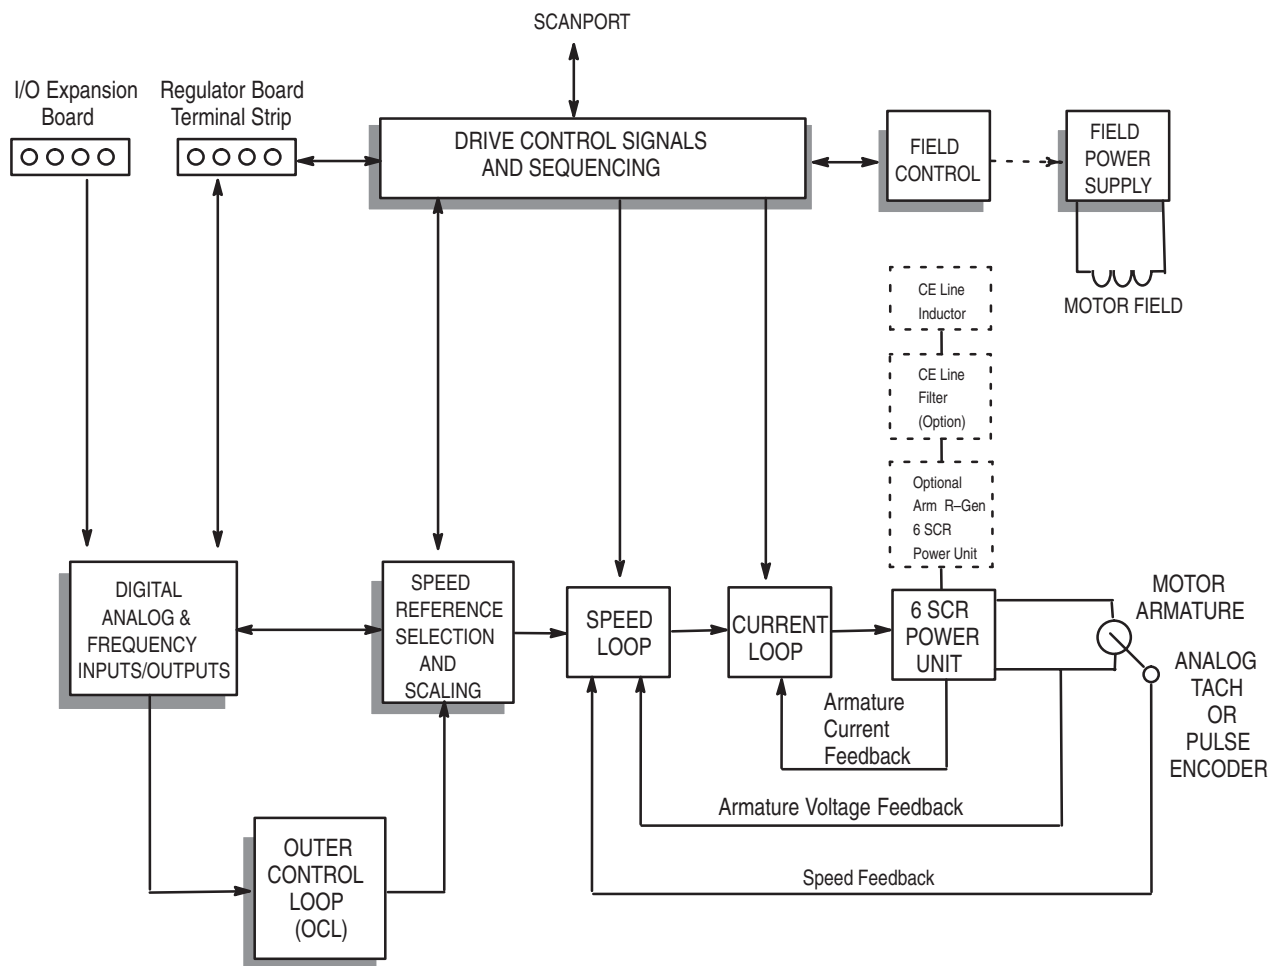 SCANPORT
I/O Expansion
Board
Regulator Board
Terminal Strip
DRIVE CONTROL SIGNALS
AND SEQUENCING
FIELD
CONTROL
FIELD
POWER
SUPPLY
MOTOR FIELD
CE Line
Inductor
CE Line
Filter
(Option)
Optional
Arm R–Gen
6 SCR
Power Unit
DIGITAL
ANALOG &
FREQUENCY
INPUTS/OUTPUTS
SPEED
REFERENCE
SELECTION
AND
SCALING
SPEED
LOOP
CURRENT
LOOP
6 SCR
POWER
UNIT
MOTOR
ARMATURE
ANALOG
TACH
OR
PULSE
ENCODER
Armature
Current
Feedback
Armature Voltage Feedback
Speed Feedback
OUTER
CONTROL
LOOP
(OCL)